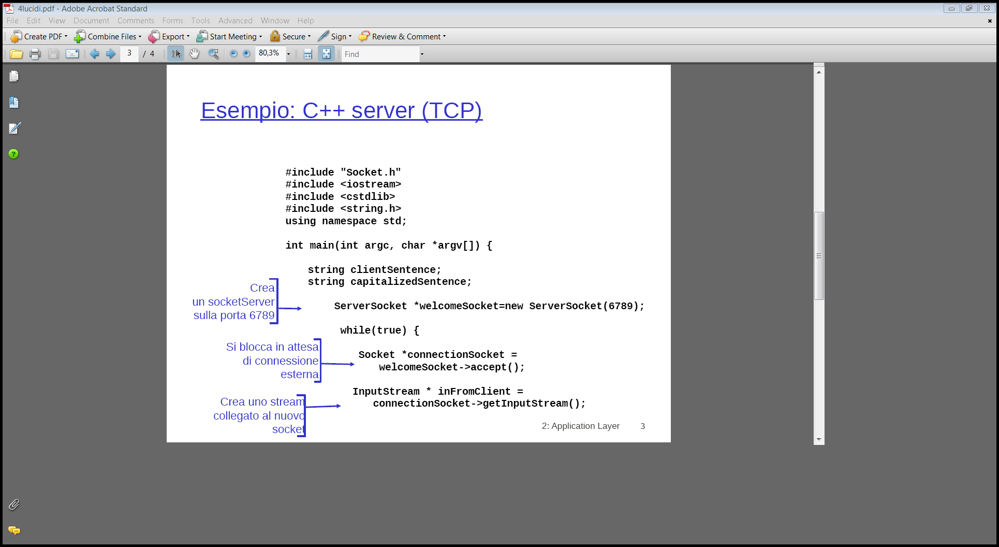 4lucidi.pdf - Adobe Acrobat Standard
File Edit View Document Comments Forms Tools Advanced Window Help
Create PDF Combine Files Export Start Meeting Secure Sign Review & Comment
3 / 4 80,3% Find
Esempio: C++ server (TCP)
#include "Socket.h"
#include <iostream>
#include <cstdlib>
#include <string.h>
using namespace std;
int main(int argc, char *argv[]) {
string clientSentence;
string capitalizedSentence;
Crea
un socketServer
sulla porta 6789
ServerSocket *welcomeSocket=new ServerSocket(6789);
while(true) {
Si blocca in attesa
di connessione
esterna
Socket *connectionSocket =
welcomeSocket->accept();
InputStream * inFromClient =
connectionSocket->getInputStream();
Crea uno stream
collegato al nuovo
socket
2: Application Layer 3